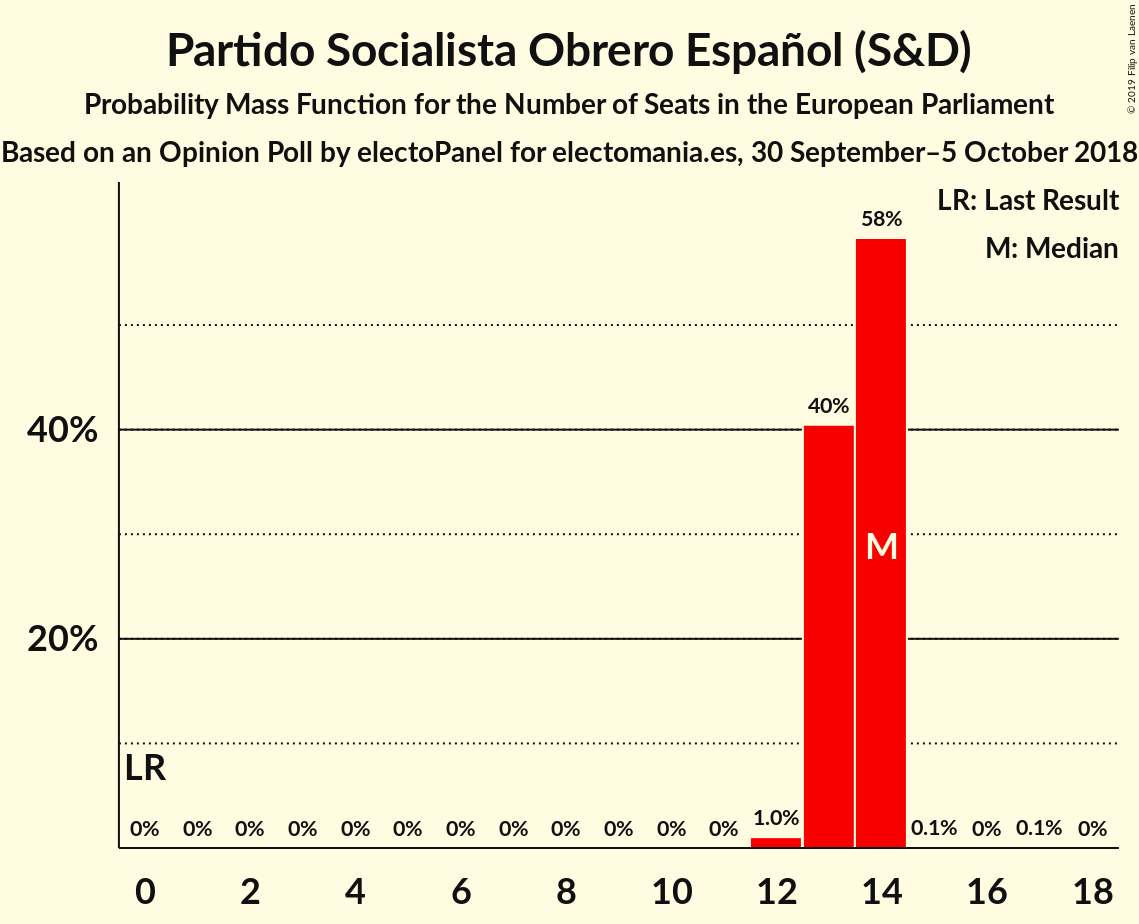 Partido Socialista Obrero Español (S&D)
Probability Mass Function for the Number of Seats in the European Parliament
Based on an Opinion Poll by electoPanel for electomania.es, 30 September–5 October 2018
© 2019 Filip van Laenen
LR: Last Result
M: Median
58%
40%
40%
M
20%
LR
0% 0% 0% 0% 0% 0% 0% 0% 0% 0% 0% 0% 1.0% 0.1% 0% 0.1% 0%
0 2 4 6 8 10 12 14 16 18